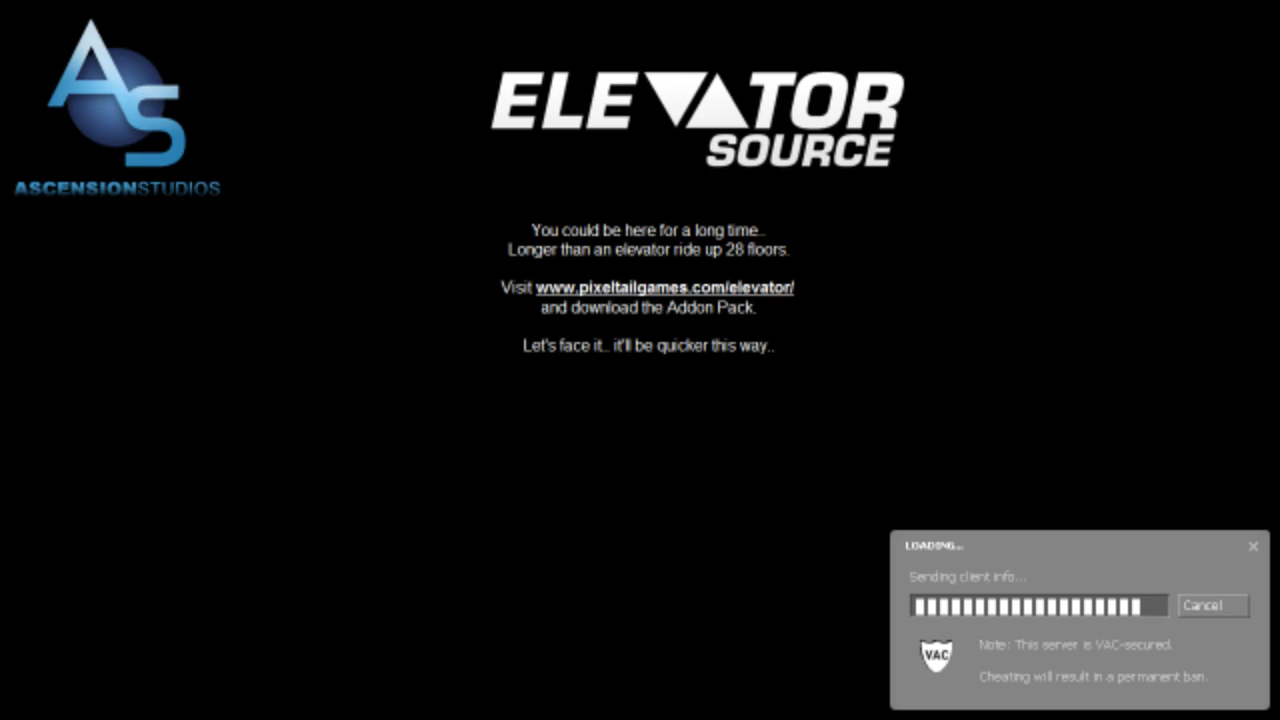 AS
ASCENSIONSTUDIOS
ELEVATOR
SOURCE
You could be here for a long time..
Longer than an elevator ride up 28 floors.
Visit www.pixeltailgames.com/elevator/
and download the Addon Pack.
Let's face it.. it'll be quicker this way..
LOADING...
Sending client info...
Cancel
VAC
Note: This server is VAC-secured.
Cheating will result in a permanent ban.